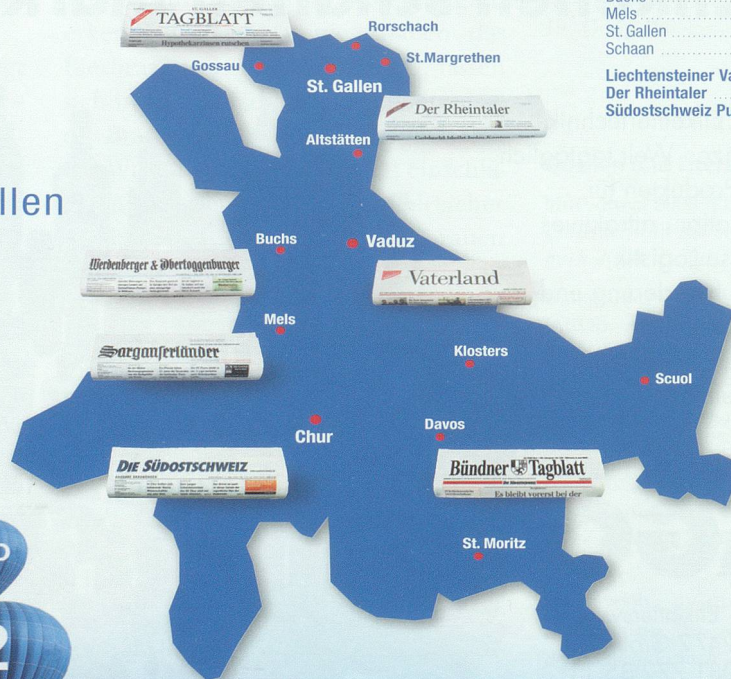 ST. GALLER
TAGBLATT
Hypothekarzinsen rutschen
Rorschach
Gossau
St.Margrethen
St. Gallen
Mels
St. Gallen
Schaan
Liechtensteiner
Der Rheintaler
Südostschweiz
Der Rheintaler
Altstätten
llen
Buchs
Vaduz
Werdenberger & Obertoggenburger
Vaterland
Mels
Sarganserländer
Klosters
Scuol
Chur
Davos
DIE SÜDOSTSCHWEIZ
Bündner Tagblatt
Es bleibt vorerst bei der
St. Moritz